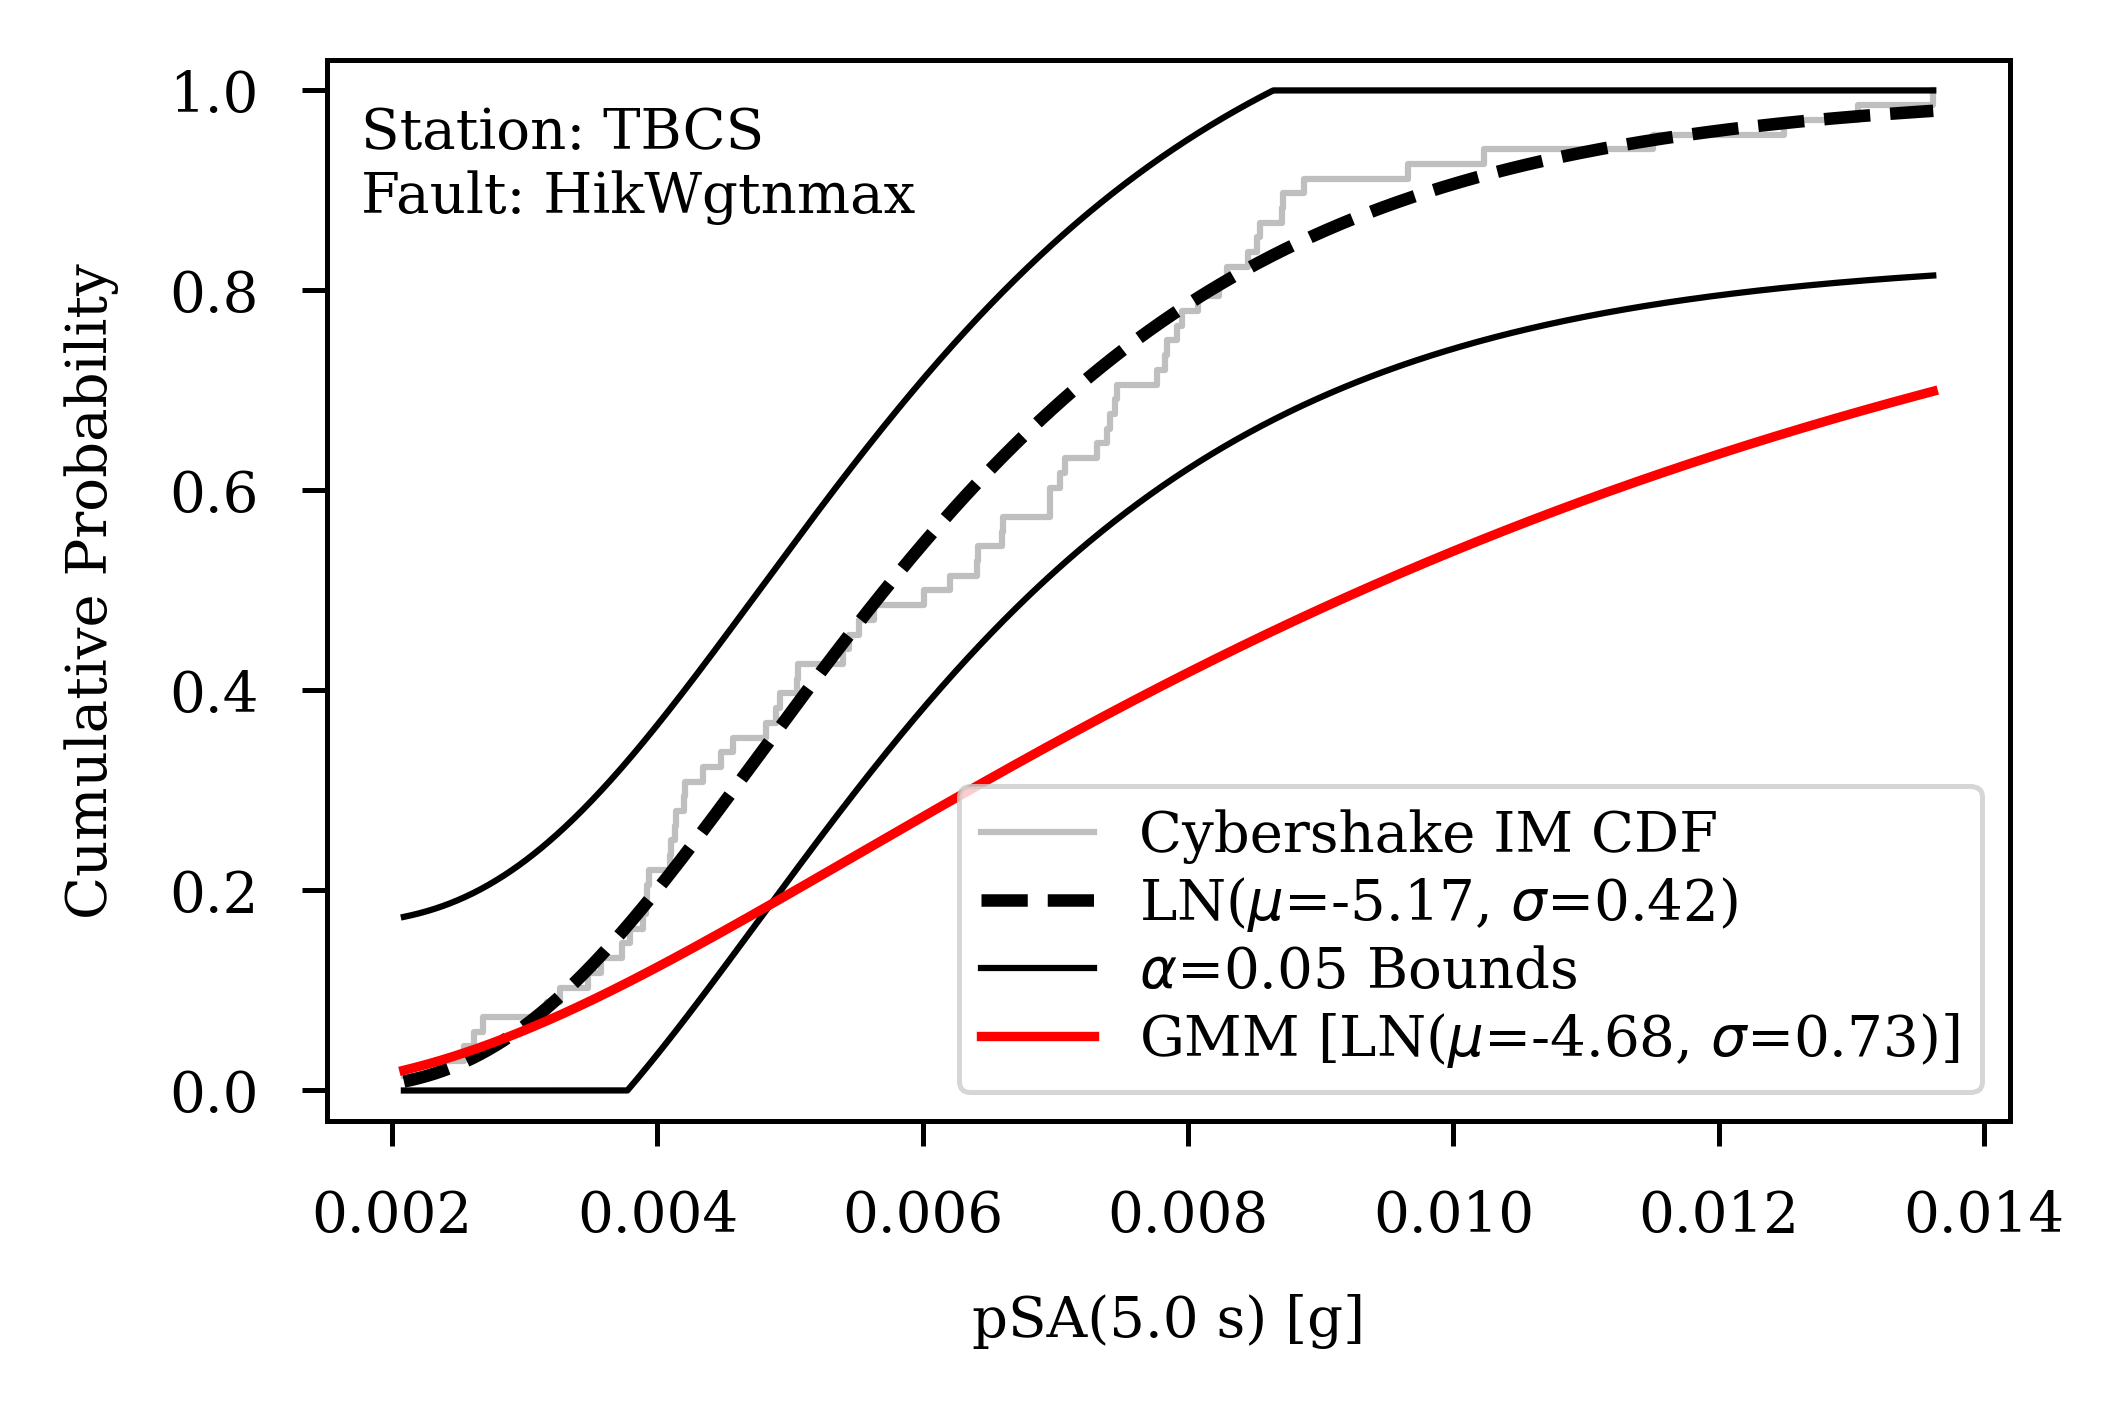 Station: TBCS
Fault: HikWgtnmax
Cumulative Probability
1.0
0.8
0.6
0.4
0.2
0.0
Cybershake IM CDF
LN(μ=-5.17, σ=0.42)
α=0.05 Bounds
GMM [LN(μ=-4.68, σ=0.73)]
0.002 0.004 0.006 0.008 0.010 0.012 0.014
pSA(5.0 s) [g]